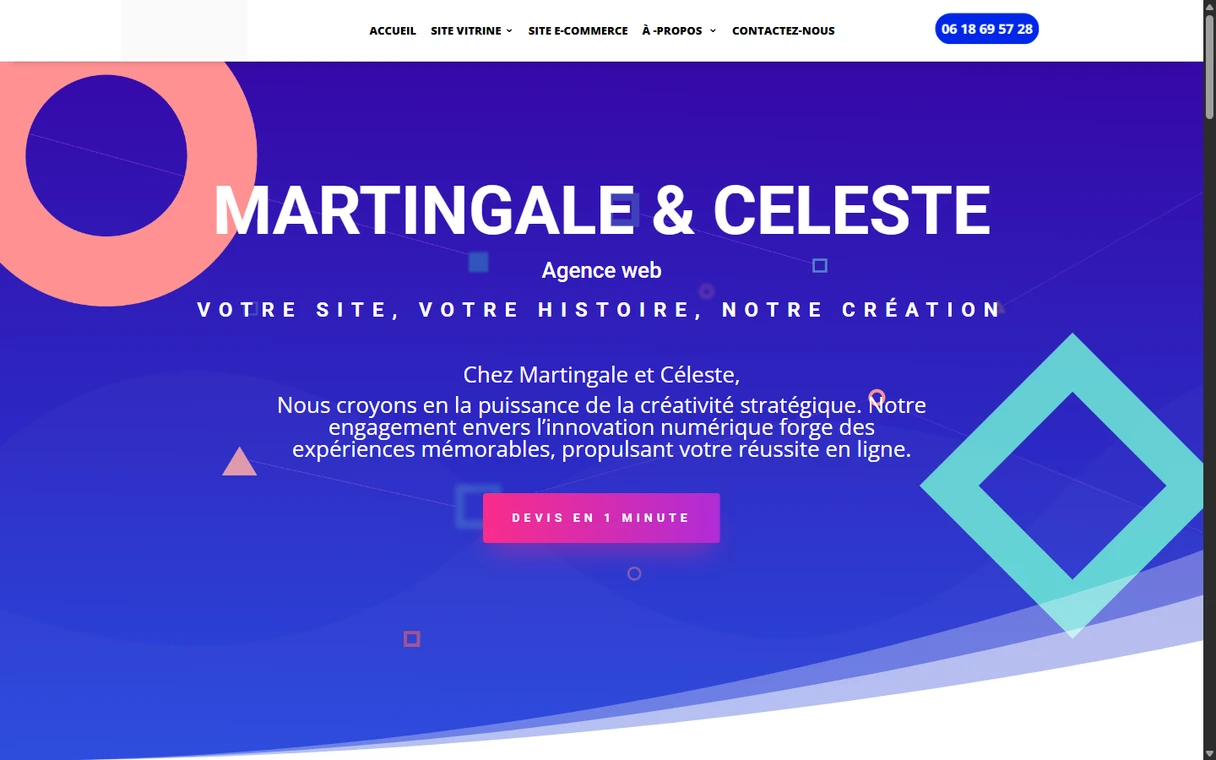 ACCUEIL SITE VITRINE SITE E-COMMERCE À -PROPOS CONTACTEZ-NOUS 06 18 69 57 28
MARTINGALE & CELESTE
Agence web
VOTRE SITE, VOTRE HISTOIRE, NOTRE CRÉATION
Chez Martingale et Céleste,
Nous croyons en la puissance de la créativité stratégique. Notre
engagement envers l’innovation numérique forge des
expériences mémorables, propulsant votre réussite en ligne.
DEVIS EN 1 MINUTE